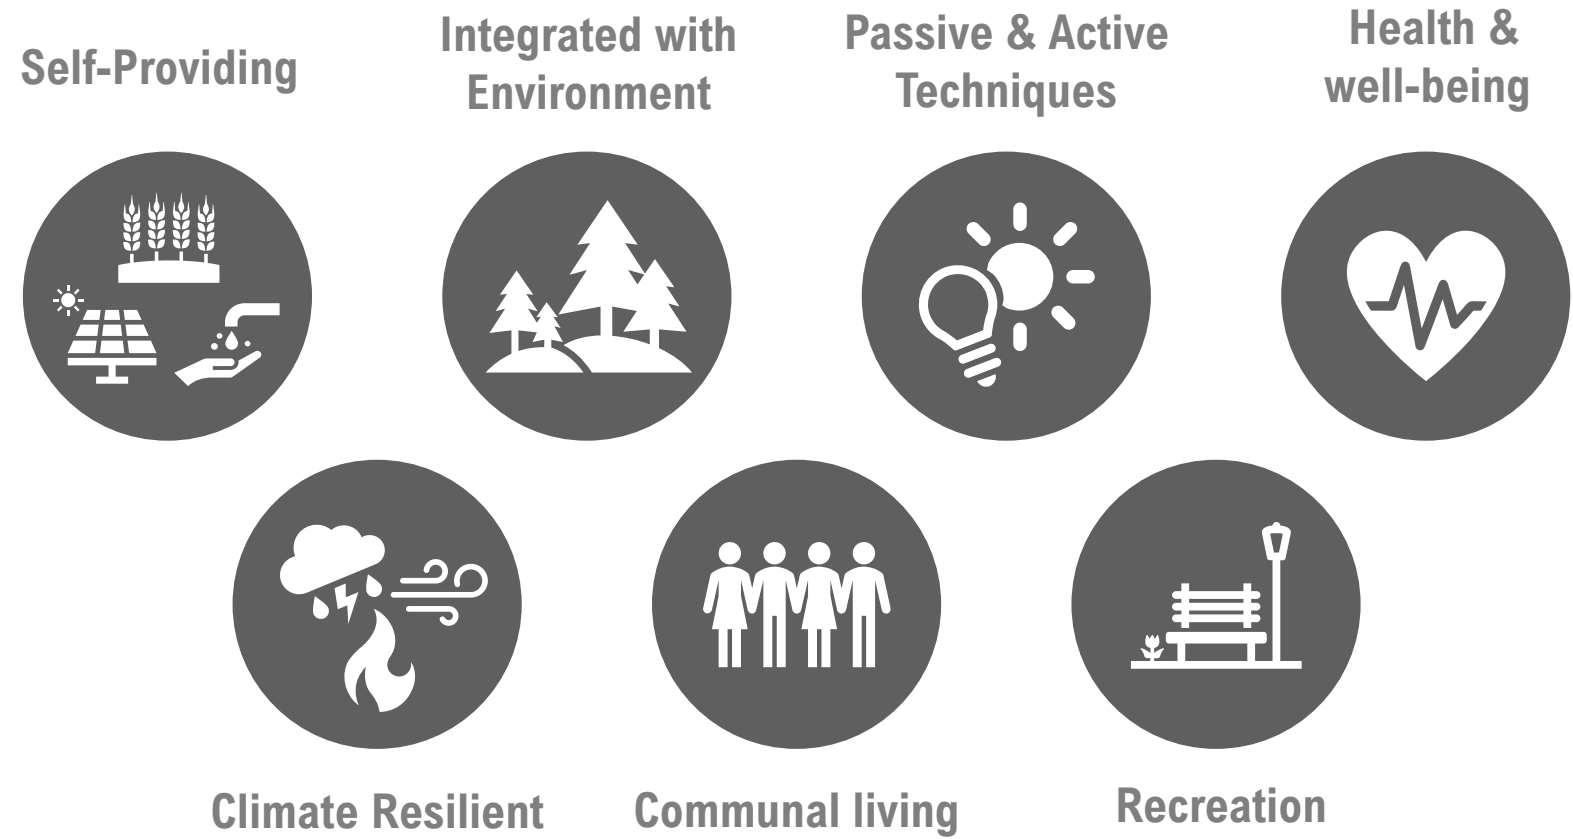 Self-Providing
Integrated with
Environment
Passive & Active
Techniques
Health &
well-being
Climate Resilient
Communal living
Recreation